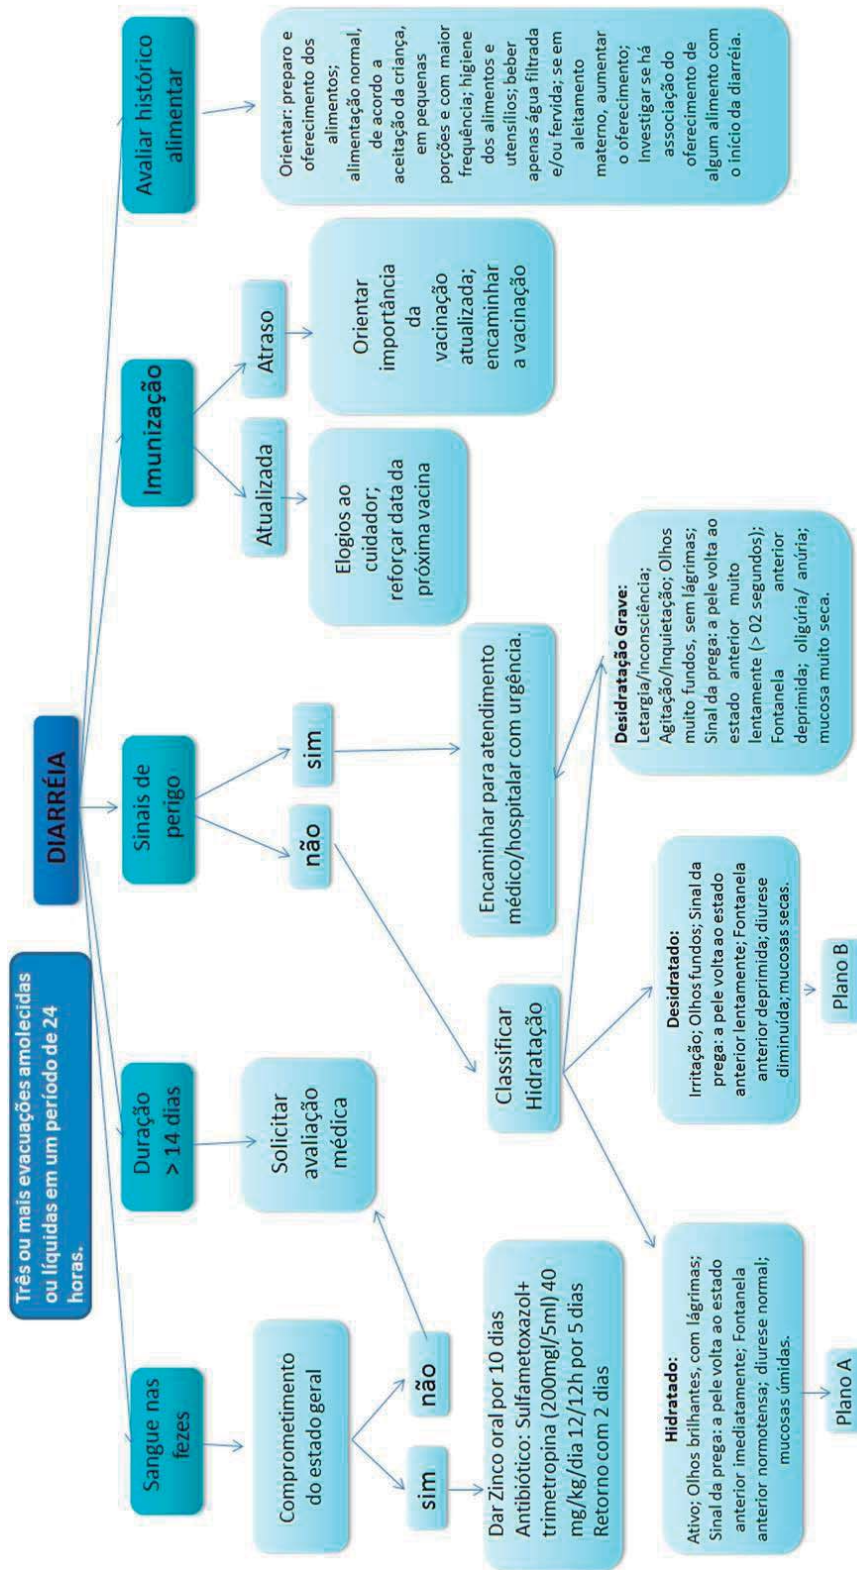 Três ou mais evacuações amolecidas
ou líquidas em um período de 24
horas.
DIARRÉIA
Sangue nas
fezes
Comprometimento
do estado geral
sim
não
Dar Zinco oral por 10 dias
Antibiótico: Sulfametoxazol+
trimetropina (200mgl/5ml) 40
mg/kg/dia 12/12h por 5 dias
Retorno com 2 dias
Duração
> 14 dias
Solicitar
avaliação
médica
Sinais de
perigo
não
sim
Encaminhar para atendimento
médico/hospitalar com urgência.
Classificar
Hidratação
Hidratado:
Ativo; Olhos brilhantes, com lágrimas;
Sinal da prega: a pele volta ao estado
anterior imediatamente; Fontanela
anterior normotensa; diurese normal;
mucosas úmidas.
Plano A
Desidratado:
Irritação; Olhos fundos; Sinal da
prega: a pele volta ao estado
anterior lentamente; Fontanela
anterior deprimida; diurese
diminuída; mucosas secas.
Plano B
Desidratação Grave:
Letargia/inconsciência;
Agitação/Inquietação; Olhos
muito fundos, sem lágrimas;
Sinal da prega: a pele volta ao
estado anterior muito
lentamente (> 02 segundos);
Fontanela anterior
deprimida; oligúria/ anúria;
mucosa muito seca.
Imunização
Atualizada
Atraso
Elogios ao
cuidador;
reforçar data da
próxima vacina
Orientar
importância
da
vacinação
atualizada;
encaminhar
a vacinação
Avaliar histórico
alimentar
Orientar: preparo e
oferecimento dos
alimentos;
alimentação normal,
de acordo a
aceitação da criança,
em pequenas
porções e com maior
frequência; higiene
dos alimentos e
utensílios; beber
apenas água filtrada
e/ou fervida; se em
aleitamento
materno, aumentar
o oferecimento;
Investigar se há
associação do
oferecimento de
algum alimento com
o início da diarréia.